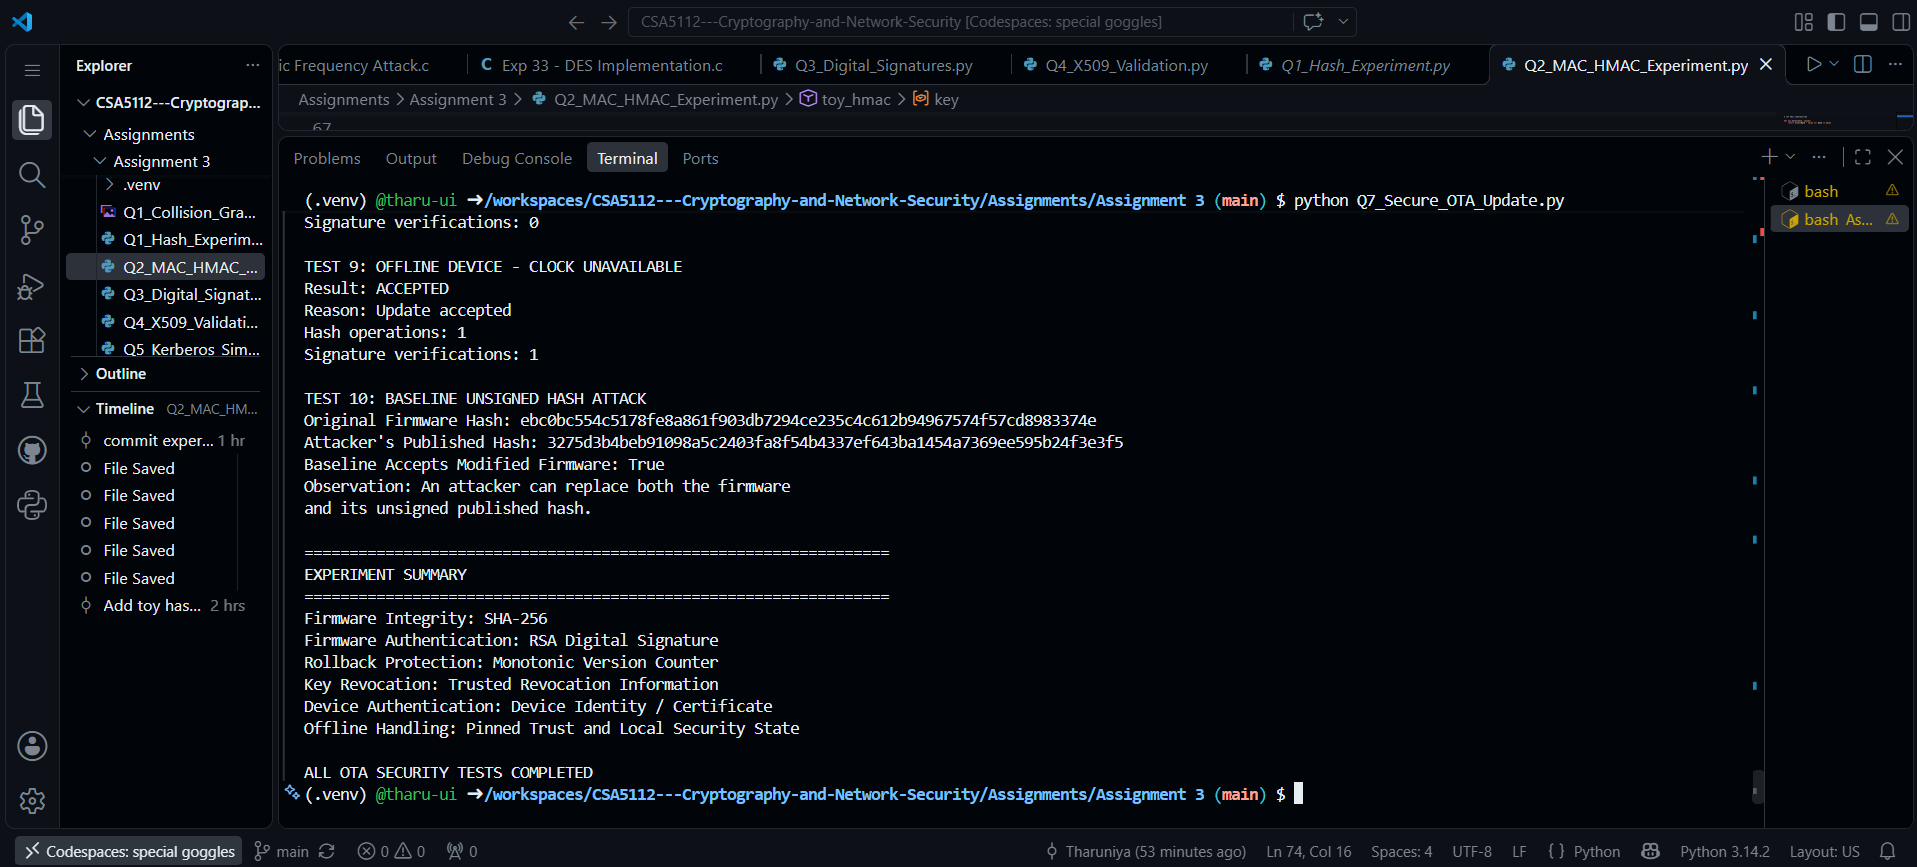 CSA5112---Cryptography-and-Network-Security [Codespaces: special goggles]
Explorer
CSA5112---Cryptograp...
Assignments
Assignment 3
.venv
Q1_Collision_Gra...
Q1_Hash_Experim...
Q2_MAC_HMAC_...
Q3_Digital_Signat...
Q4_X509_Validati...
Q5_Kerberos_Sim...
Outline
Timeline Q2_MAC_HM...
commit exper... 1 hr
File Saved
File Saved
File Saved
File Saved
File Saved
Add toy has... 2 hrs
ic Frequency Attack.c
C Exp 33 - DES Implementation.c
Q3_Digital_Signatures.py
Q4_X509_Validation.py
Q1_Hash_Experiment.py
Q2_MAC_HMAC_Experiment.py
Assignments > Assignment 3 > Q2_MAC_HMAC_Experiment.py > toy_hmac > key
67
Problems Output Debug Console Terminal Ports
(.venv) @tharu-ui ➜/workspaces/CSA5112---Cryptography-and-Network-Security/Assignments/Assignment 3 (main) $ python Q7_Secure_OTA_Update.py
Signature verifications: 0
TEST 9: OFFLINE DEVICE - CLOCK UNAVAILABLE
Result: ACCEPTED
Reason: Update accepted
Hash operations: 1
Signature verifications: 1
TEST 10: BASELINE UNSIGNED HASH ATTACK
Original Firmware Hash: ebc0bc554c5178fe8a861f903db7294ce235c4c612b94967574f57cd8983374e
Attacker's Published Hash: 3275d3b4beb91098a5c2403fa8f54b4337ef643ba1454a7369ee595b24f3e3f5
Baseline Accepts Modified Firmware: True
Observation: An attacker can replace both the firmware
and its unsigned published hash.
=================================================================
EXPERIMENT SUMMARY
=================================================================
Firmware Integrity: SHA-256
Firmware Authentication: RSA Digital Signature
Rollback Protection: Monotonic Version Counter
Key Revocation: Trusted Revocation Information
Device Authentication: Device Identity / Certificate
Offline Handling: Pinned Trust and Local Security State
ALL OTA SECURITY TESTS COMPLETED
(.venv) @tharu-ui ➜/workspaces/CSA5112---Cryptography-and-Network-Security/Assignments/Assignment 3 (main) $
bash
bash As...
Codespaces: special goggles main 0 0 0 Tharuniya (53 minutes ago) Ln 74, Col 16 Spaces: 4 UTF-8 LF {} Python Python 3.14.2 Layout: US